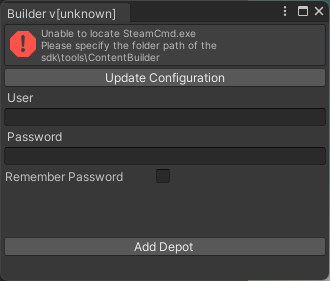 Builder v[unknown]
Unable to locate SteamCmd.exe
Please specify the folder path of the
sdk\tools\ContentBuilder
Update Configuration
User
Password
Remember Password
Add Depot